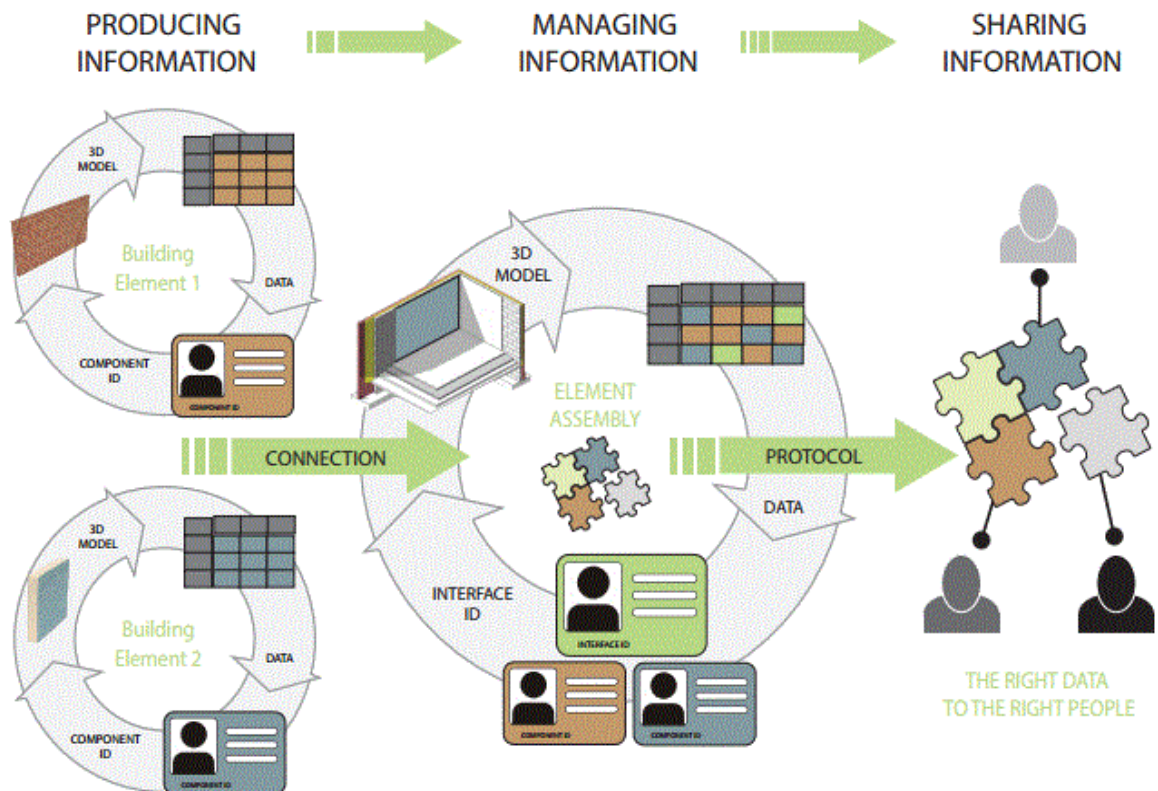 PRODUCING
INFORMATION
MANAGING
INFORMATION
SHARING
INFORMATION
3D
MODEL
Building
Element 1
DATA
COMPONENT
ID
COMPONENT ID
CONNECTION
3D
MODEL
Building
Element 2
DATA
COMPONENT
ID
COMPONENT ID
3D
MODEL
ELEMENT
ASSEMBLY
PROTOCOL
DATA
INTERFACE
ID
INTERFACE ID
COMPONENT ID
COMPONENT ID
THE RIGHT DATA
TO THE RIGHT PEOPLE